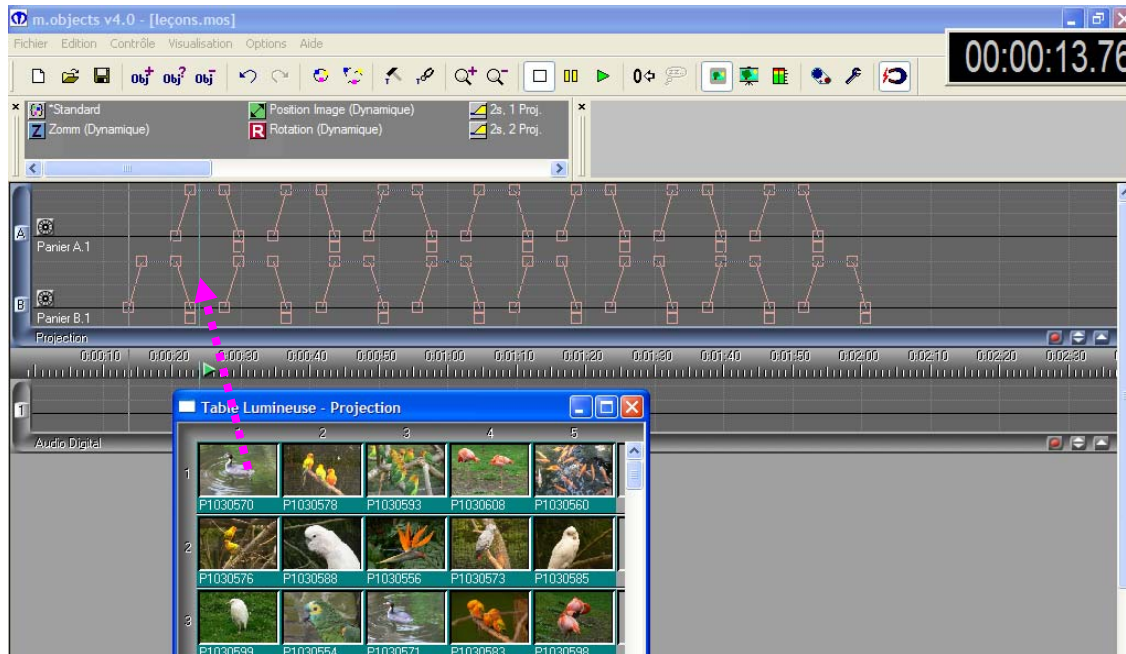 m.objects v4.0 - [leçons.mos]
Fichier Edition Contrôle Visualisation Options Aide
00:00:13.76
obj+ obj? obj-
*Standard Position Image (Dynamique) 2s, 1 Proj.
Z Zomm (Dynamique) R Rotation (Dynamique) 2s, 2 Proj.
A
Panier A.1
B
Panier B.1
Projection
0:00:10 0:00:20 0:00:30 0:00:40 0:00:50 0:01:00 0:01:10 0:01:20 0:01:30 0:01:40 0:01:50 0:02:00 0:02:10 0:02:20 0:02:30
1
Audio Digital
Table Lumineuse - Projection
1 2 3 4 5
1
P1030570 P1030578 P1030593 P1030608 P1030560
2
P1030576 P1030588 P1030556 P1030573 P1030585
3
P1030599 P1030554 P1030571 P1030583 P1030598